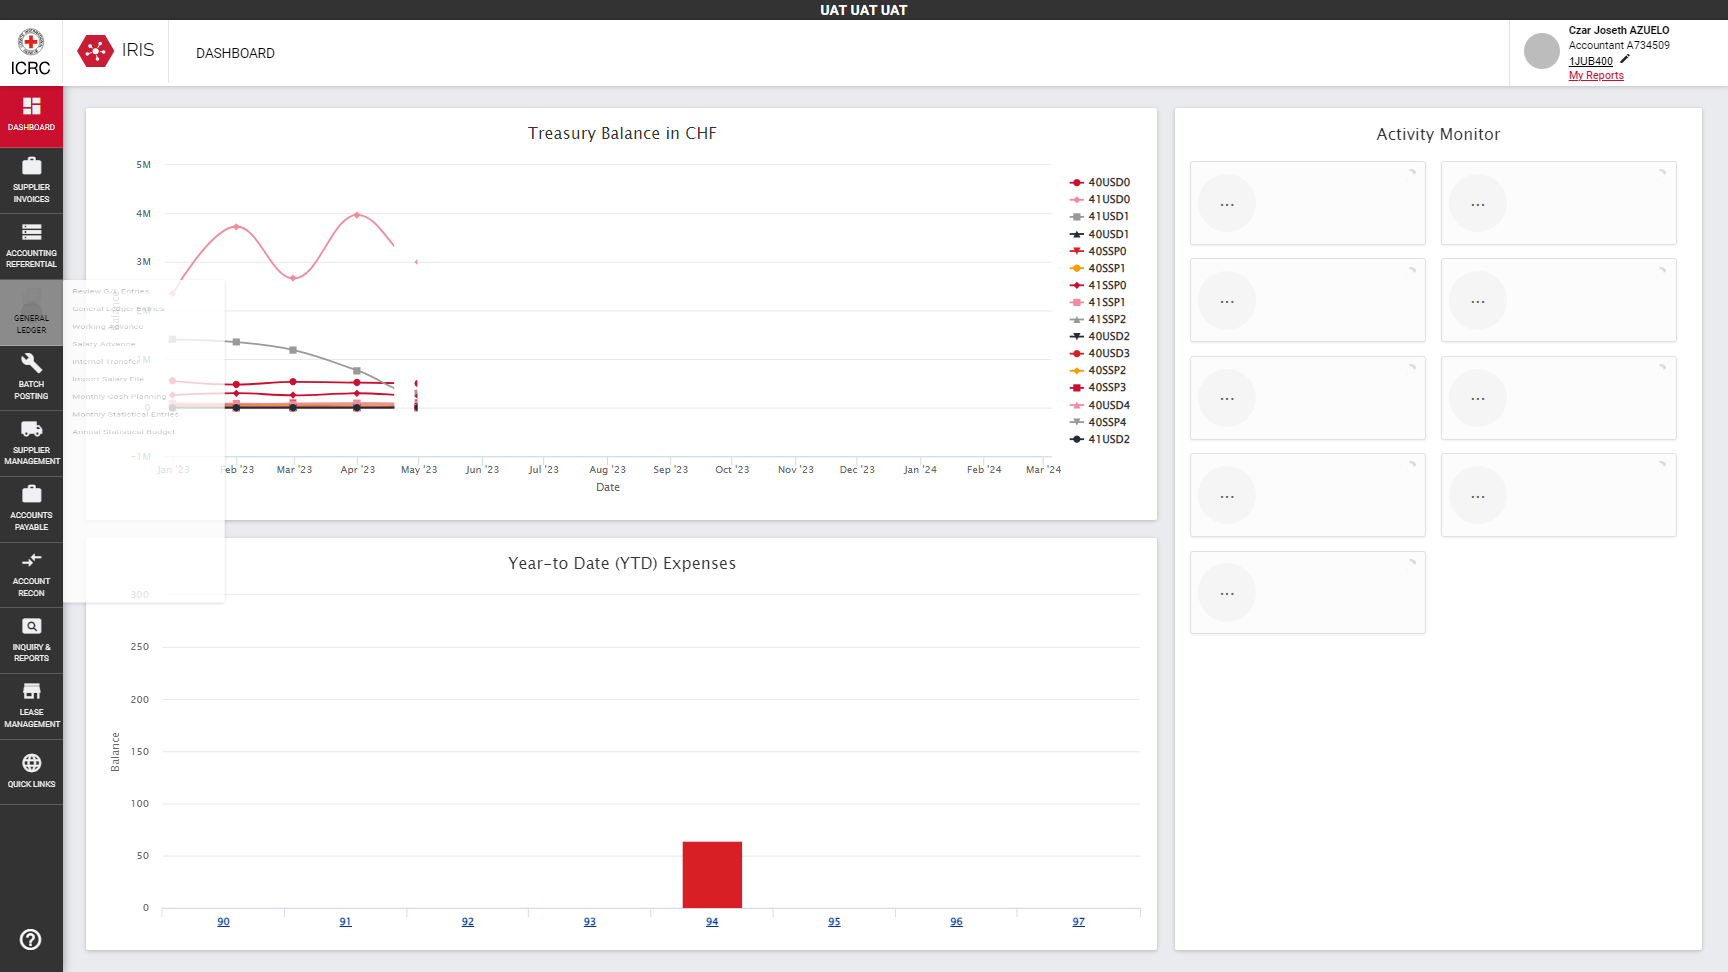 UAT UAT UAT
ICRC
IRIS
DASHBOARD
Czar Joseth AZUELO
Accountant A734509
1JUB400
My Reports
DASHBOARD
SUPPLIER
INVOICES
ACCOUNTING
REFERENTIAL
GENERAL
LEDGER
BATCH
POSTING
SUPPLIER
MANAGEMENT
ACCOUNTS
PAYABLE
ACCOUNT
RECON
INQUIRY &
REPORTS
LEASE
MANAGEMENT
QUICK LINKS
Review G/L Entries
General Ledger Entries
Working Advance
Salary Advance
Internal Transfer
Import Salary File
Monthly Cash Planning
Monthly Statistical Entries
Annual Statistical Budget
Treasury Balance in CHF
5M
4M
3M
2M
1M
0
-1M
Balance
Jan '23
Feb '23
Mar '23
Apr '23
May '23
Jun '23
Jul '23
Aug '23
Sep '23
Oct '23
Nov '23
Dec '23
Jan '24
Feb '24
Mar '24
Date
40USD0
41USD0
41USD1
40USD1
40SSP0
40SSP1
41SSP0
41SSP1
41SSP2
40USD2
40USD3
40SSP2
40SSP3
40USD4
40SSP4
41USD2
Year-to Date (YTD) Expenses
300
250
200
150
100
50
0
Balance
90
91
92
93
94
95
96
97
Activity Monitor
...
...
...
...
...
...
...
...
...